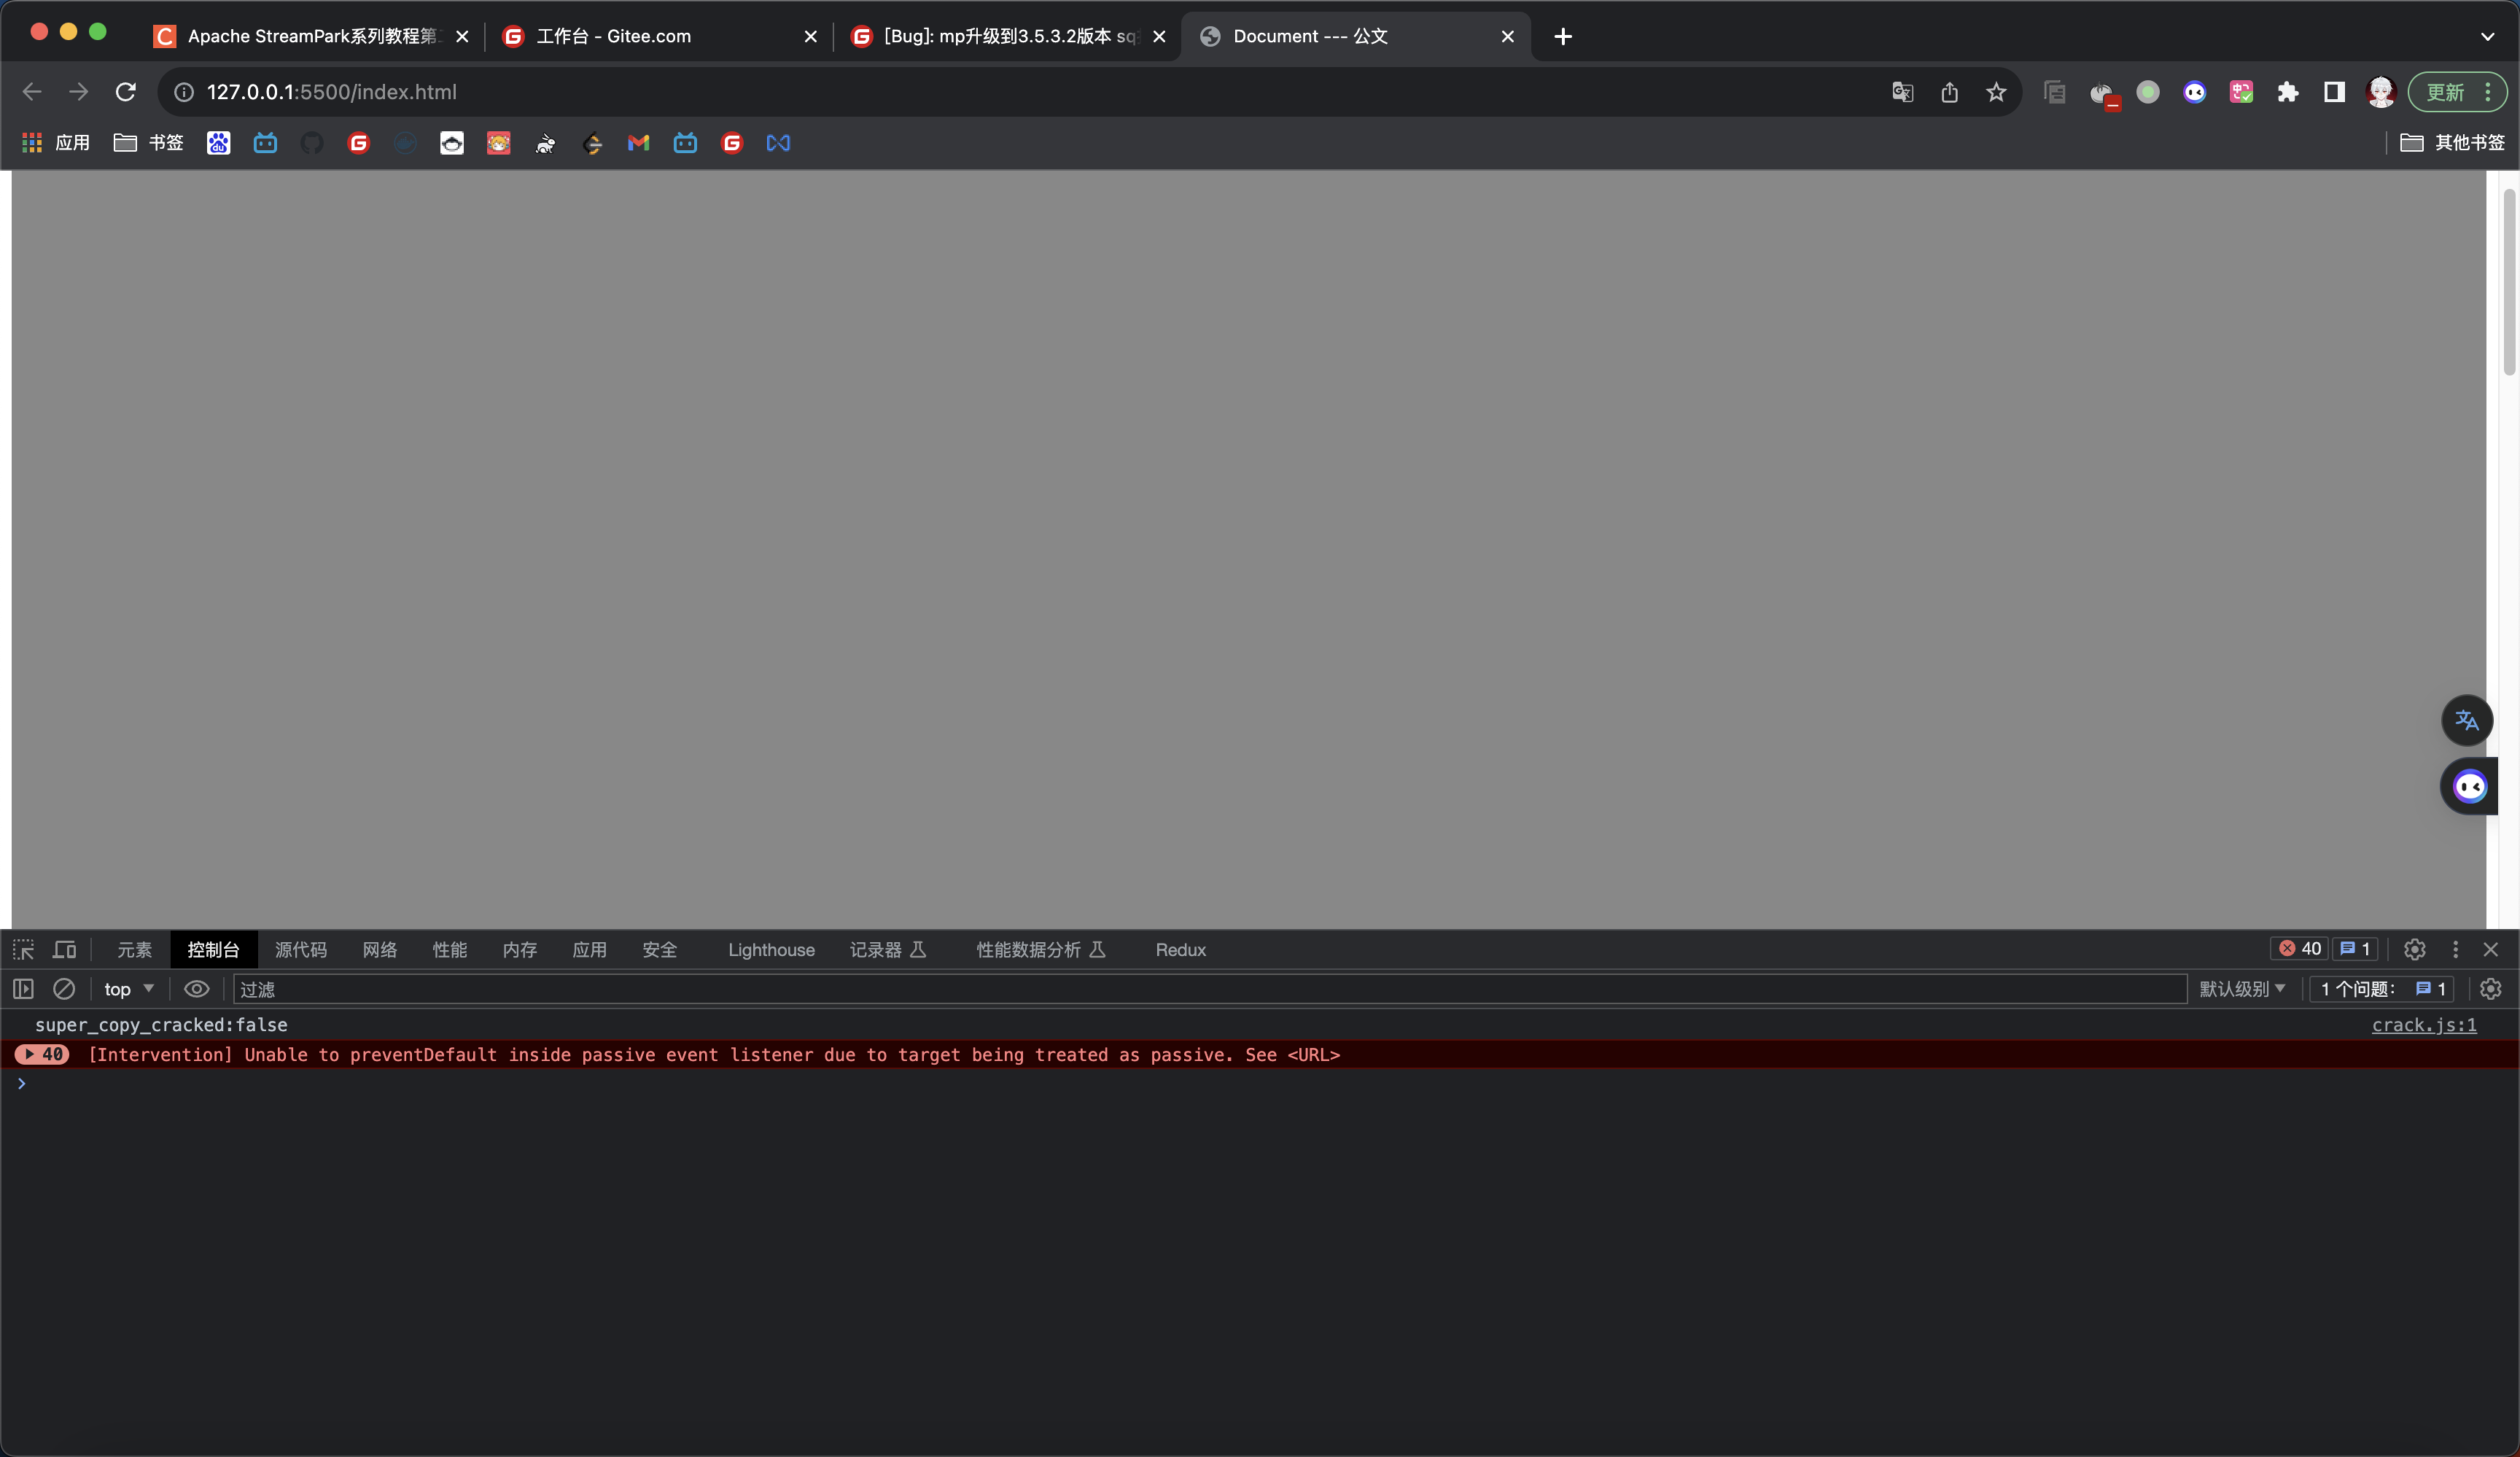 Apache StreamPark系列教程第
工作台 - Gitee.com
[Bug]: mp升级到3.5.3.2版本 sq
Document --- 公文
127.0.0.1:5500/index.html
更新
应用
书签
其他书签
元素
控制台
源代码
网络
性能
内存
应用
安全
Lighthouse
记录器
性能数据分析
Redux
40
1
top
过滤
默认级别
1 个问题:
1
super_copy_cracked:false
crack.js:1
40
[Intervention] Unable to preventDefault inside passive event listener due to target being treated as passive. See <URL>